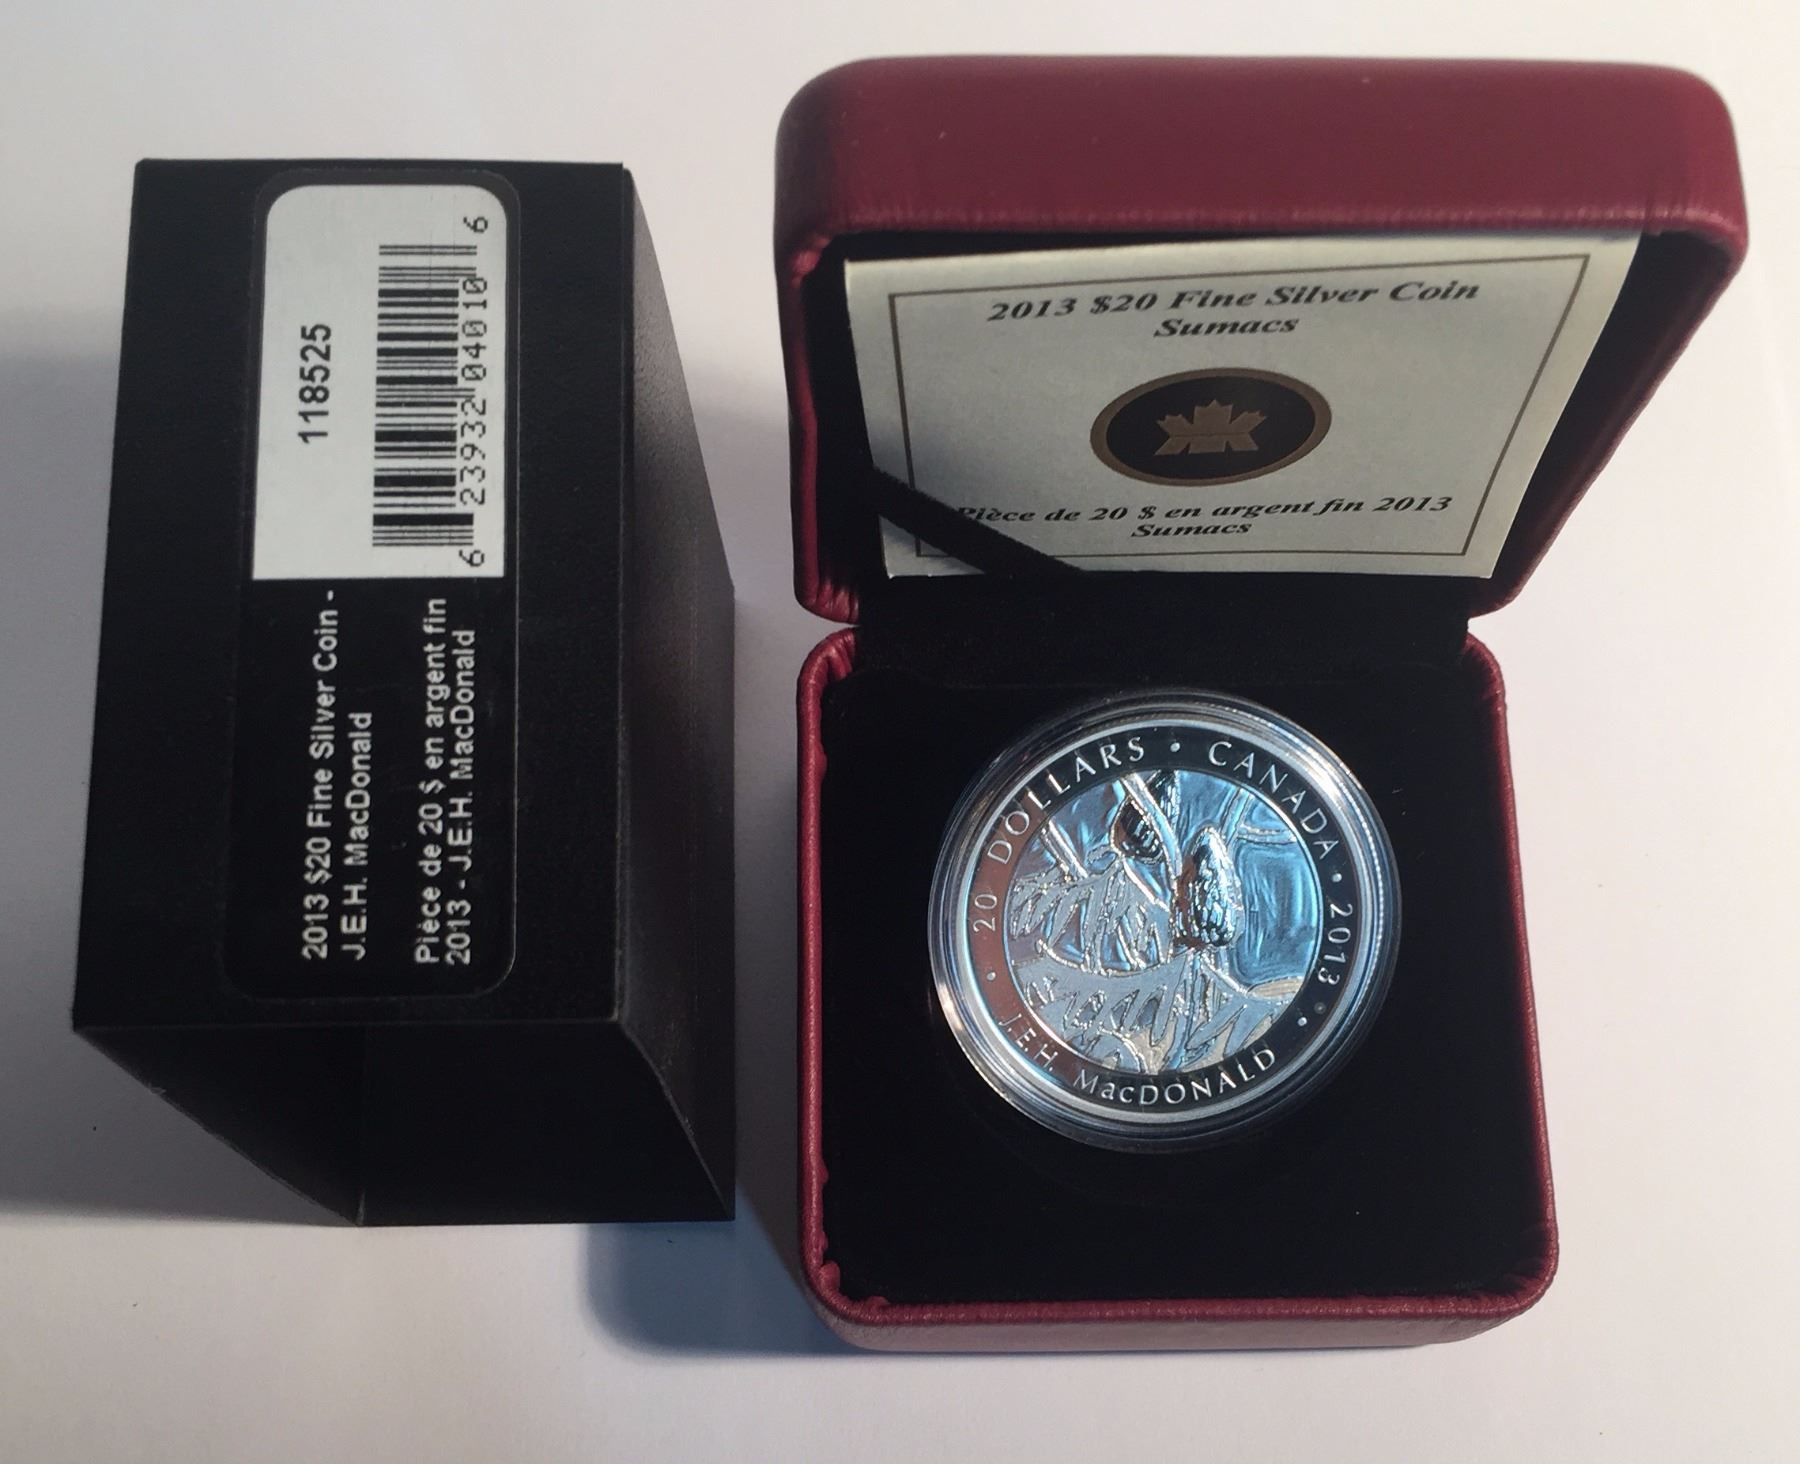 118525
6 23932 04010 6
2013 $20 Fine Silver Coin -
J.E.H. MacDonald
Pièce de 20 $ en argent fin
2013 - J.E.H. MacDonald
2013 $20 Fine Silver Coin
Sumacs
Pièce de 20 $ en argent fin 2013
Sumacs
20 DOLLARS • CANADA • 2013 •
• J.E.H. MacDONALD